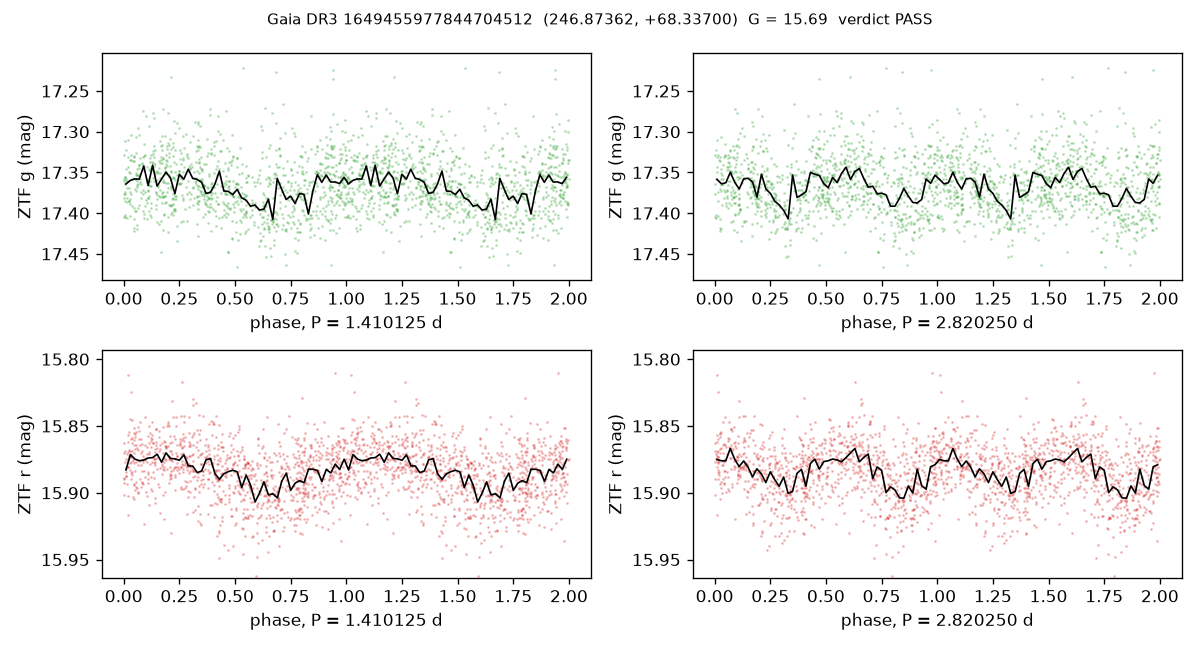 Gaia DR3 1649455977844704512 (246.87362, +68.33700) G = 15.69 verdict PASS
ZTF g (mag)
17.25
17.30
17.35
17.40
17.45
0.00 0.25 0.50 0.75 1.00 1.25 1.50 1.75 2.00
phase, P = 1.410125 d
ZTF g (mag)
17.25
17.30
17.35
17.40
17.45
0.00 0.25 0.50 0.75 1.00 1.25 1.50 1.75 2.00
phase, P = 2.820250 d
ZTF r (mag)
15.80
15.85
15.90
15.95
0.00 0.25 0.50 0.75 1.00 1.25 1.50 1.75 2.00
phase, P = 1.410125 d
ZTF r (mag)
15.80
15.85
15.90
15.95
0.00 0.25 0.50 0.75 1.00 1.25 1.50 1.75 2.00
phase, P = 2.820250 d